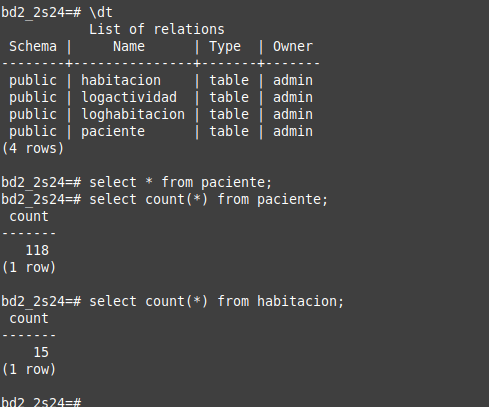 bd2_2s24=# \dt
           List of relations
 Schema |     Name      | Type  | Owner
--------+---------------+-------+-------
 public | habitacion    | table | admin
 public | logactividad  | table | admin
 public | loghabitacion | table | admin
 public | paciente      | table | admin
(4 rows)

bd2_2s24=# select * from paciente;
bd2_2s24=# select count(*) from paciente;
 count
-------
   118
(1 row)

bd2_2s24=# select count(*) from habitacion;
 count
-------
    15
(1 row)

bd2_2s24=#